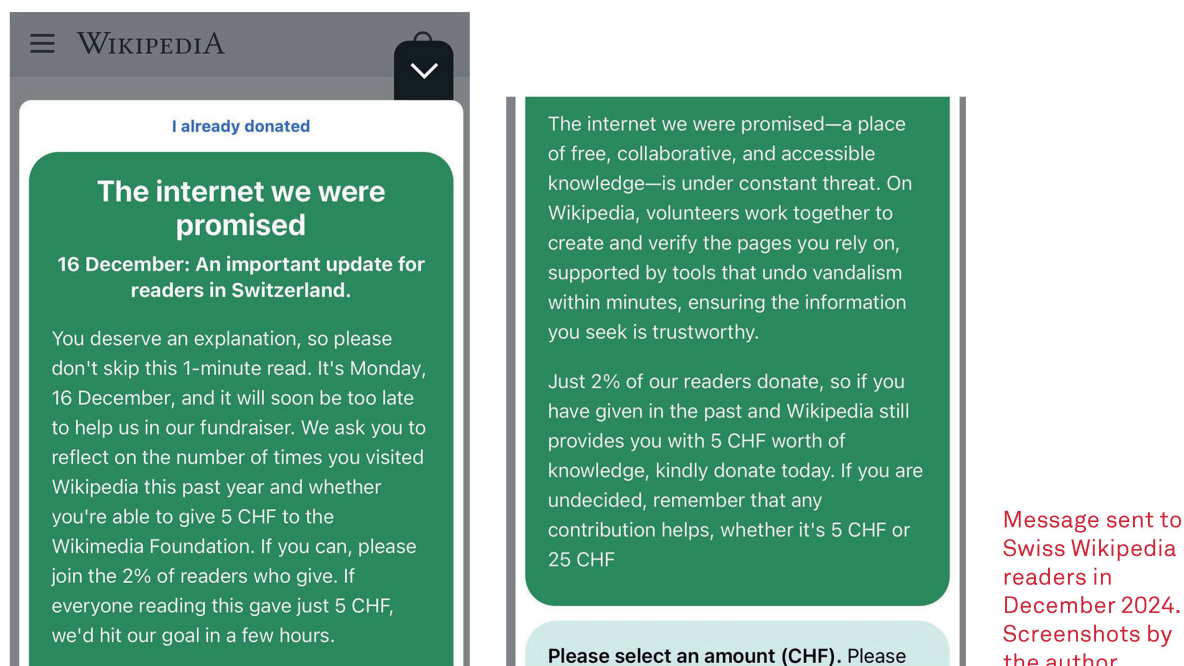 WIKIPEDIA
I already donated
The internet we were
promised
16 December: An important update for
readers in Switzerland.
You deserve an explanation, so please
don't skip this 1-minute read. It's Monday,
16 December, and it will soon be too late
to help us in our fundraiser. We ask you to
reflect on the number of times you visited
Wikipedia this past year and whether
you're able to give 5 CHF to the
Wikimedia Foundation. If you can, please
join the 2% of readers who give. If
everyone reading this gave just 5 CHF,
we'd hit our goal in a few hours.
The internet we were promised—a place
of free, collaborative, and accessible
knowledge—is under constant threat. On
Wikipedia, volunteers work together to
create and verify the pages you rely on,
supported by tools that undo vandalism
within minutes, ensuring the information
you seek is trustworthy.
Just 2% of our readers donate, so if you
have given in the past and Wikipedia still
provides you with 5 CHF worth of
knowledge, kindly donate today. If you are
undecided, remember that any
contribution helps, whether it's 5 CHF or
25 CHF
Please select an amount (CHF). Please
Message sent to
Swiss Wikipedia
readers in
December 2024.
Screenshots by
the author